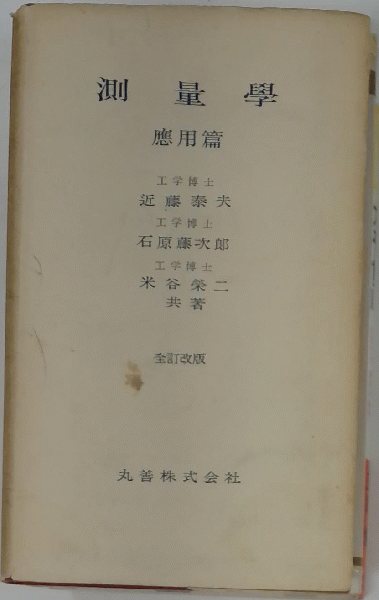 測量學
應用篇
工学博士
近藤泰夫
工学博士
石原藤次郎
工学博士
米谷榮二
共著
全訂改版
丸善株式会社